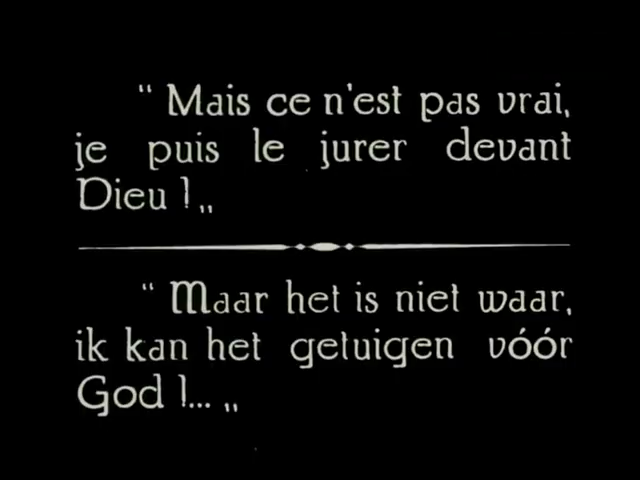 “ Mais ce n'est pas vrai,
je puis le jurer devant
Dieu ! „
“ Maar het is niet waar,
ik kan het getuigen vóór
God !... „